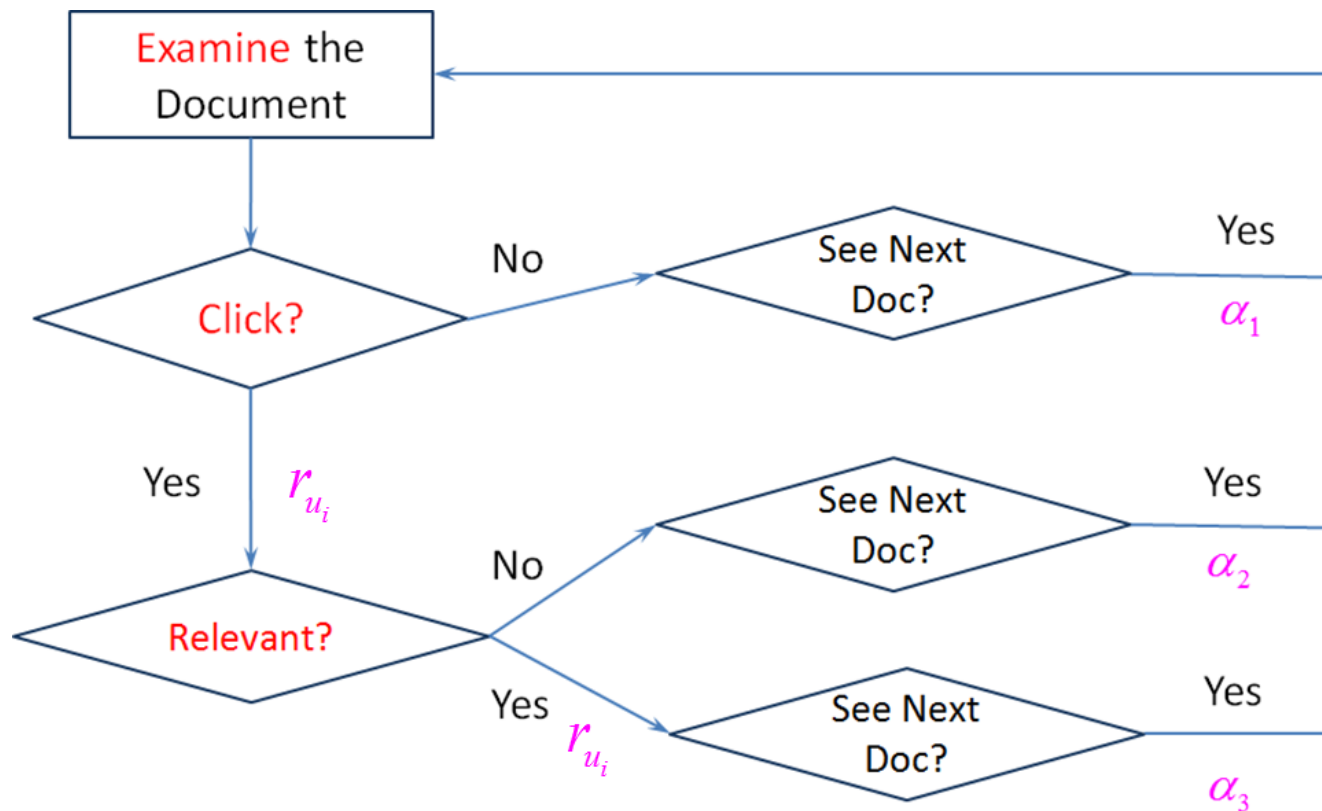 Examine the
Document
No
See Next
Doc?
Yes
α₁
Click?
Yes
r_{u_i}
No
See Next
Doc?
Yes
α₂
Relevant?
Yes
r_{u_i}
See Next
Doc?
Yes
α₃